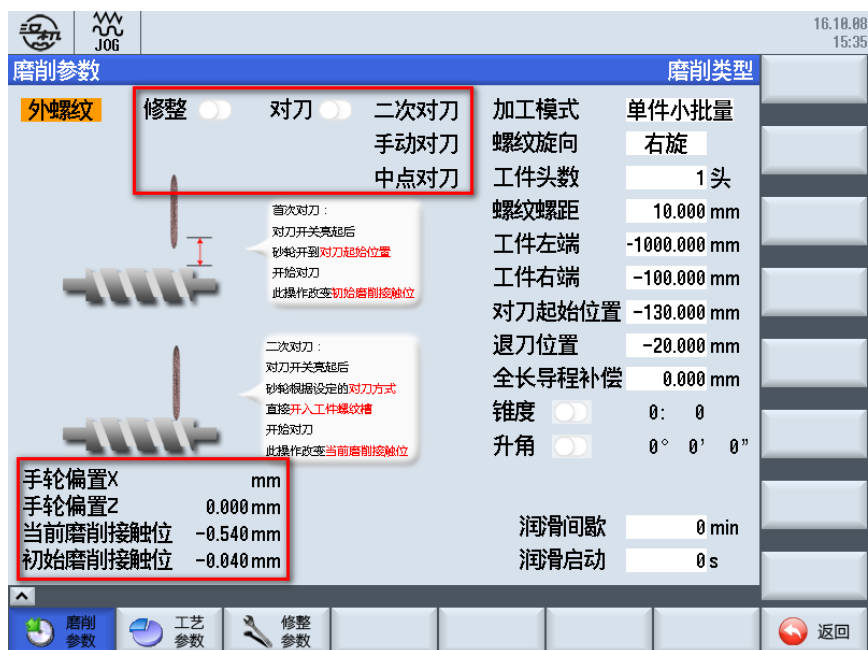 JOG
16.10.08
15:35
磨削参数
磨削类型
外螺纹
修整
对刀
二次对刀
手动对刀
中点对刀
首次对刀：
对刀开关亮起后
砂轮开到对刀起始位置
开始对刀
此操作改变初始磨削接触位
二次对刀：
对刀开关亮起后
砂轮根据设定的对刀方式
直接开入工件螺纹槽
开始对刀
此操作改变当前磨削接触位
手轮偏置X mm
手轮偏置Z 0.000 mm
当前磨削接触位 -0.540 mm
初始磨削接触位 -0.040 mm
加工模式 单件小批量
螺纹旋向 右旋
工件头数 1 头
螺纹螺距 10.000 mm
工件左端 -1000.000 mm
工件右端 -100.000 mm
对刀起始位置 -130.000 mm
退刀位置 -20.000 mm
全长导程补偿 0.000 mm
锥度 0: 0
升角 0° 0' 0"
润滑间歇 0 min
润滑启动 0 s
磨削
参数
工艺
参数
修整
参数
返回